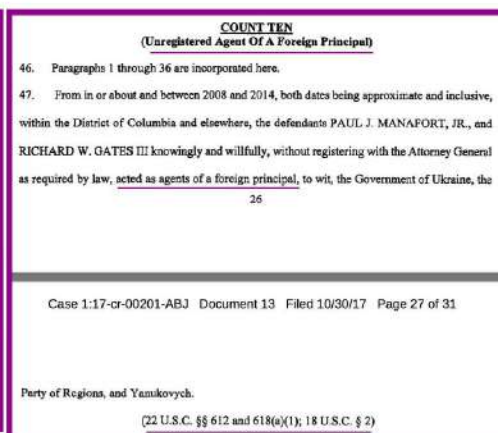 COUNT TEN
(Unregistered Agent Of A Foreign Principal)
46. Paragraphs 1 through 36 are incorporated here.
47. From in or about and between 2008 and 2014, both dates being approximate and inclusive,
within the District of Columbia and elsewhere, the defendants PAUL J. MANAFORT, JR., and
RICHARD W. GATES III knowingly and willfully, without registering with the Attorney General
as required by law, acted as agents of a foreign principal, to wit, the Government of Ukraine, the
26
Case 1:17-cr-00201-ABJ Document 13 Filed 10/30/17 Page 27 of 31
Party of Regions, and Yanukovych.
(22 U.S.C. §§ 612 and 618(a)(1); 18 U.S.C. § 2)